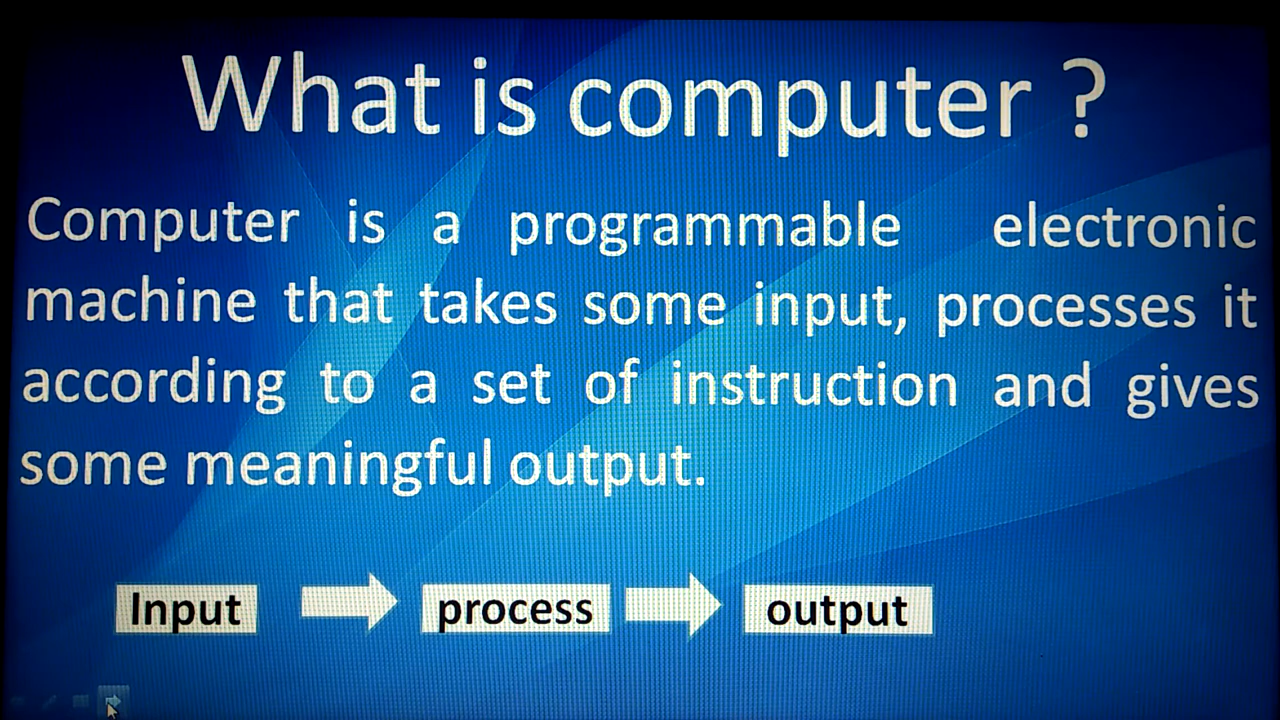 What is computer ?
Computer is a programmable electronic
machine that takes some input, processes it
according to a set of instruction and gives
some meaningful output.
Input process output